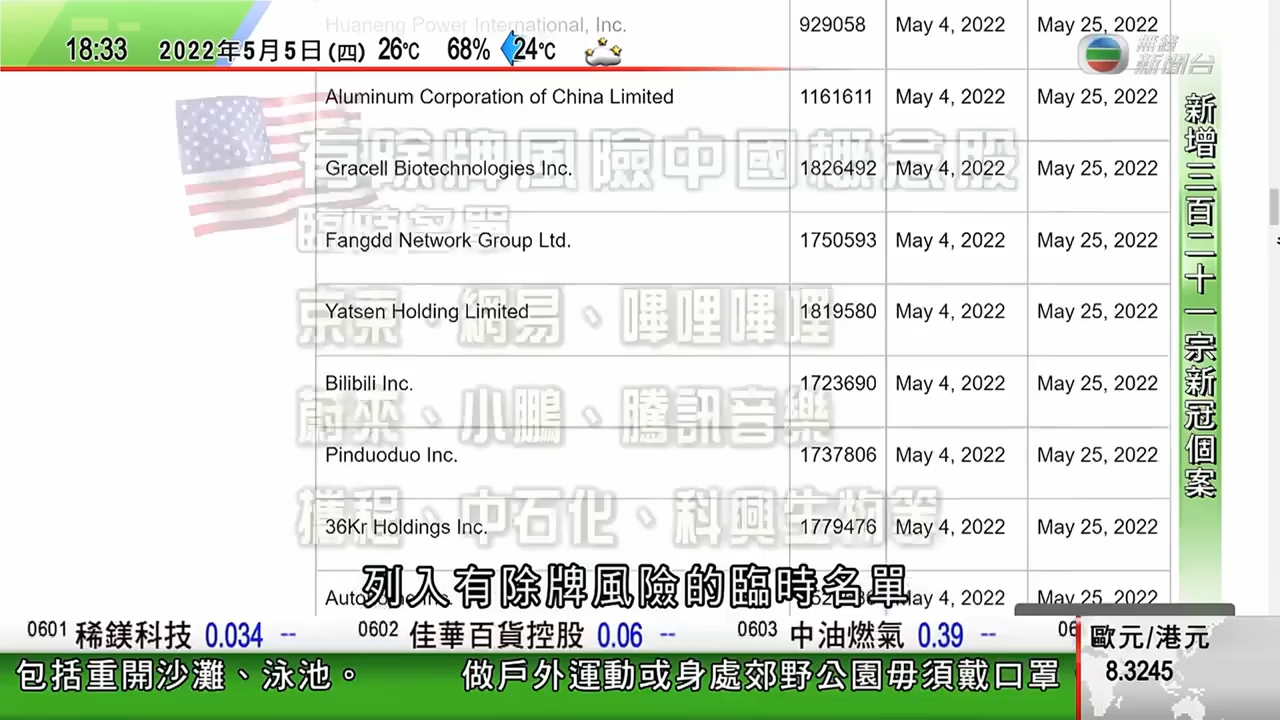 18:33 2022年5月5日(四) 26℃ 68% 24℃
無綫新聞台
Huaneng Power International, Inc. 929058 May 4, 2022 May 25, 2022
Aluminum Corporation of China Limited 1161611 May 4, 2022 May 25, 2022
有除牌風險中國概念股
Gracell Biotechnologies Inc. 1826492 May 4, 2022 May 25, 2022
臨時名單
Fangdd Network Group Ltd. 1750593 May 4, 2022 May 25, 2022
京東、網易、嗶哩嗶哩
Yatsen Holding Limited 1819580 May 4, 2022 May 25, 2022
Bilibili Inc. 1723690 May 4, 2022 May 25, 2022
蔚來、小鵬、騰訊音樂
Pinduoduo Inc. 1737806 May 4, 2022 May 25, 2022
攜程、中石化、科興生物等
36Kr Holdings Inc. 1779476 May 4, 2022 May 25, 2022
May 4, 2022 May 25, 2022
新增三百二十一宗新冠個案
列入有除牌風險的臨時名單
0601 稀鎂科技 0.034 -- 0602 佳華百貨控股 0.06 -- 0603 中油燃氣 0.39 -- 06
歐元/港元
8.3245
包括重開沙灘、泳池。 做戶外運動或身處郊野公園毋須戴口罩